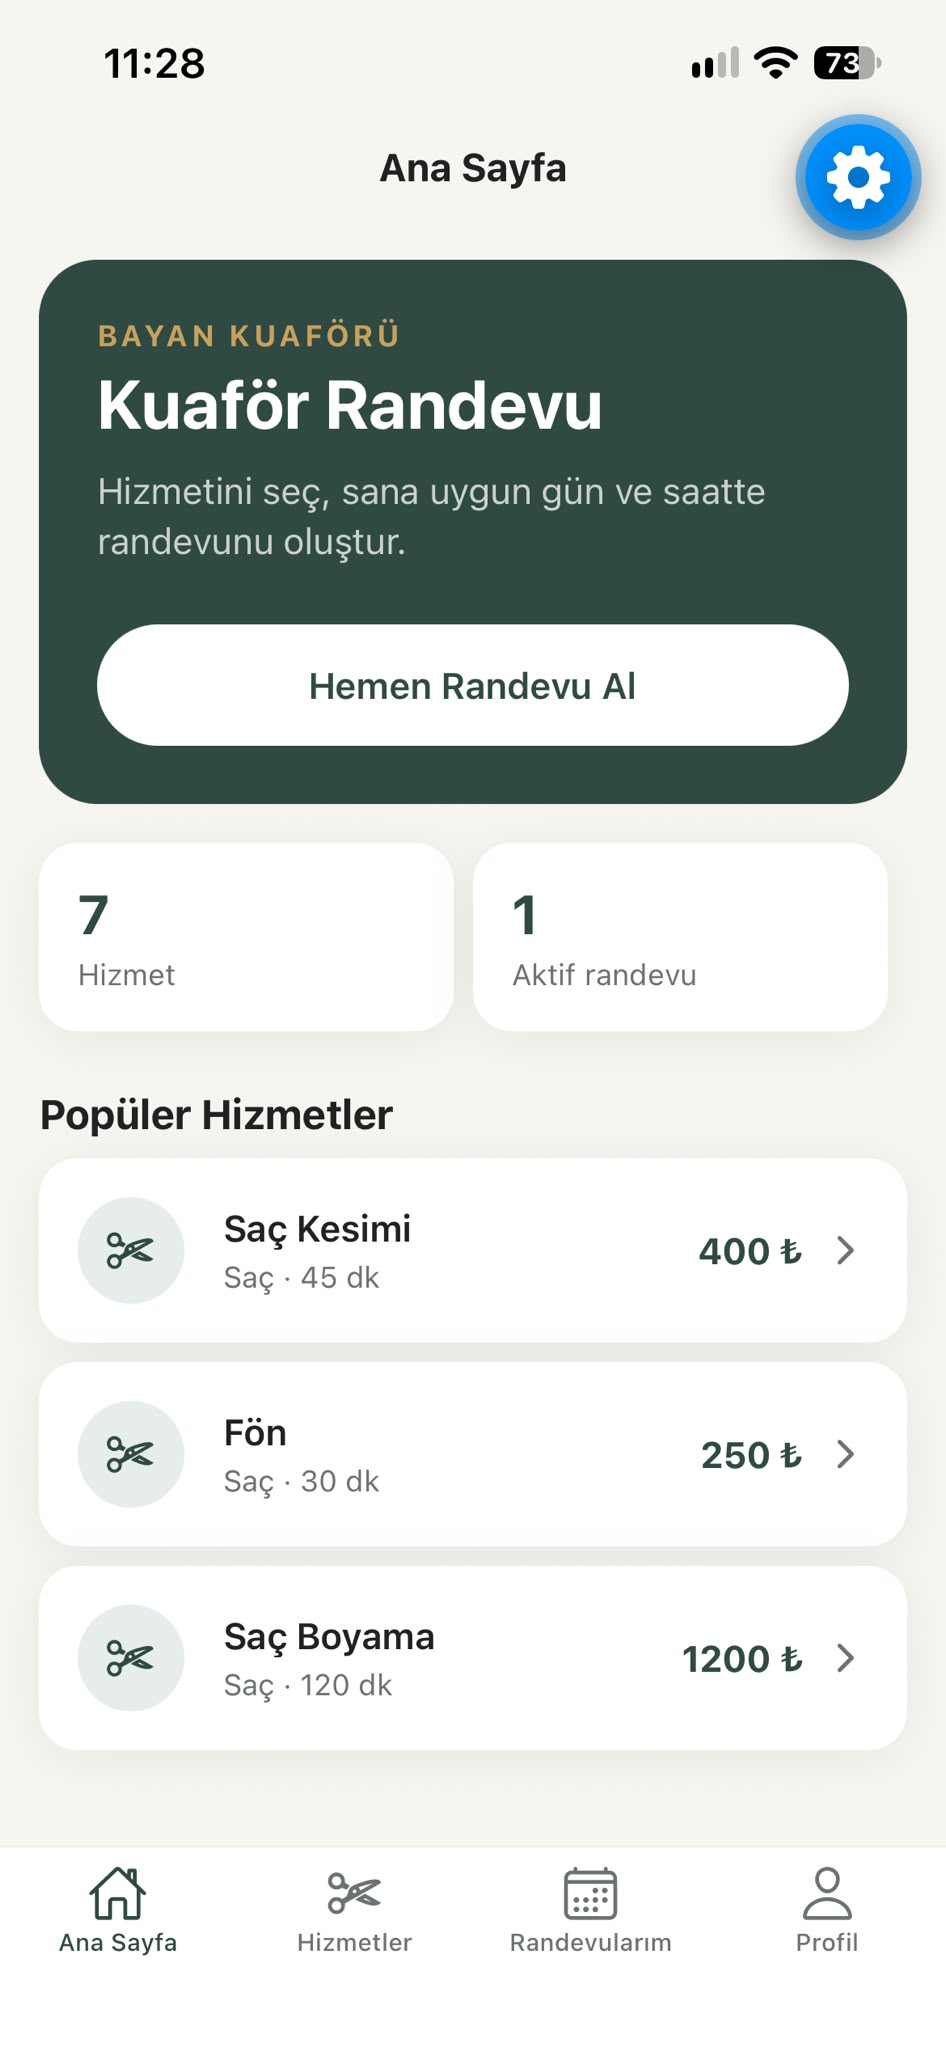 11:28
73
Ana Sayfa
BAYAN KUAFÖRÜ
Kuaför Randevu
Hizmetini seç, sana uygun gün ve saatte
randevunu oluştur.
Hemen Randevu Al
7
Hizmet
1
Aktif randevu
Popüler Hizmetler
Saç Kesimi
Saç · 45 dk
400 ₺
Fön
Saç · 30 dk
250 ₺
Saç Boyama
Saç · 120 dk
1200 ₺
Ana Sayfa
Hizmetler
Randevularım
Profil